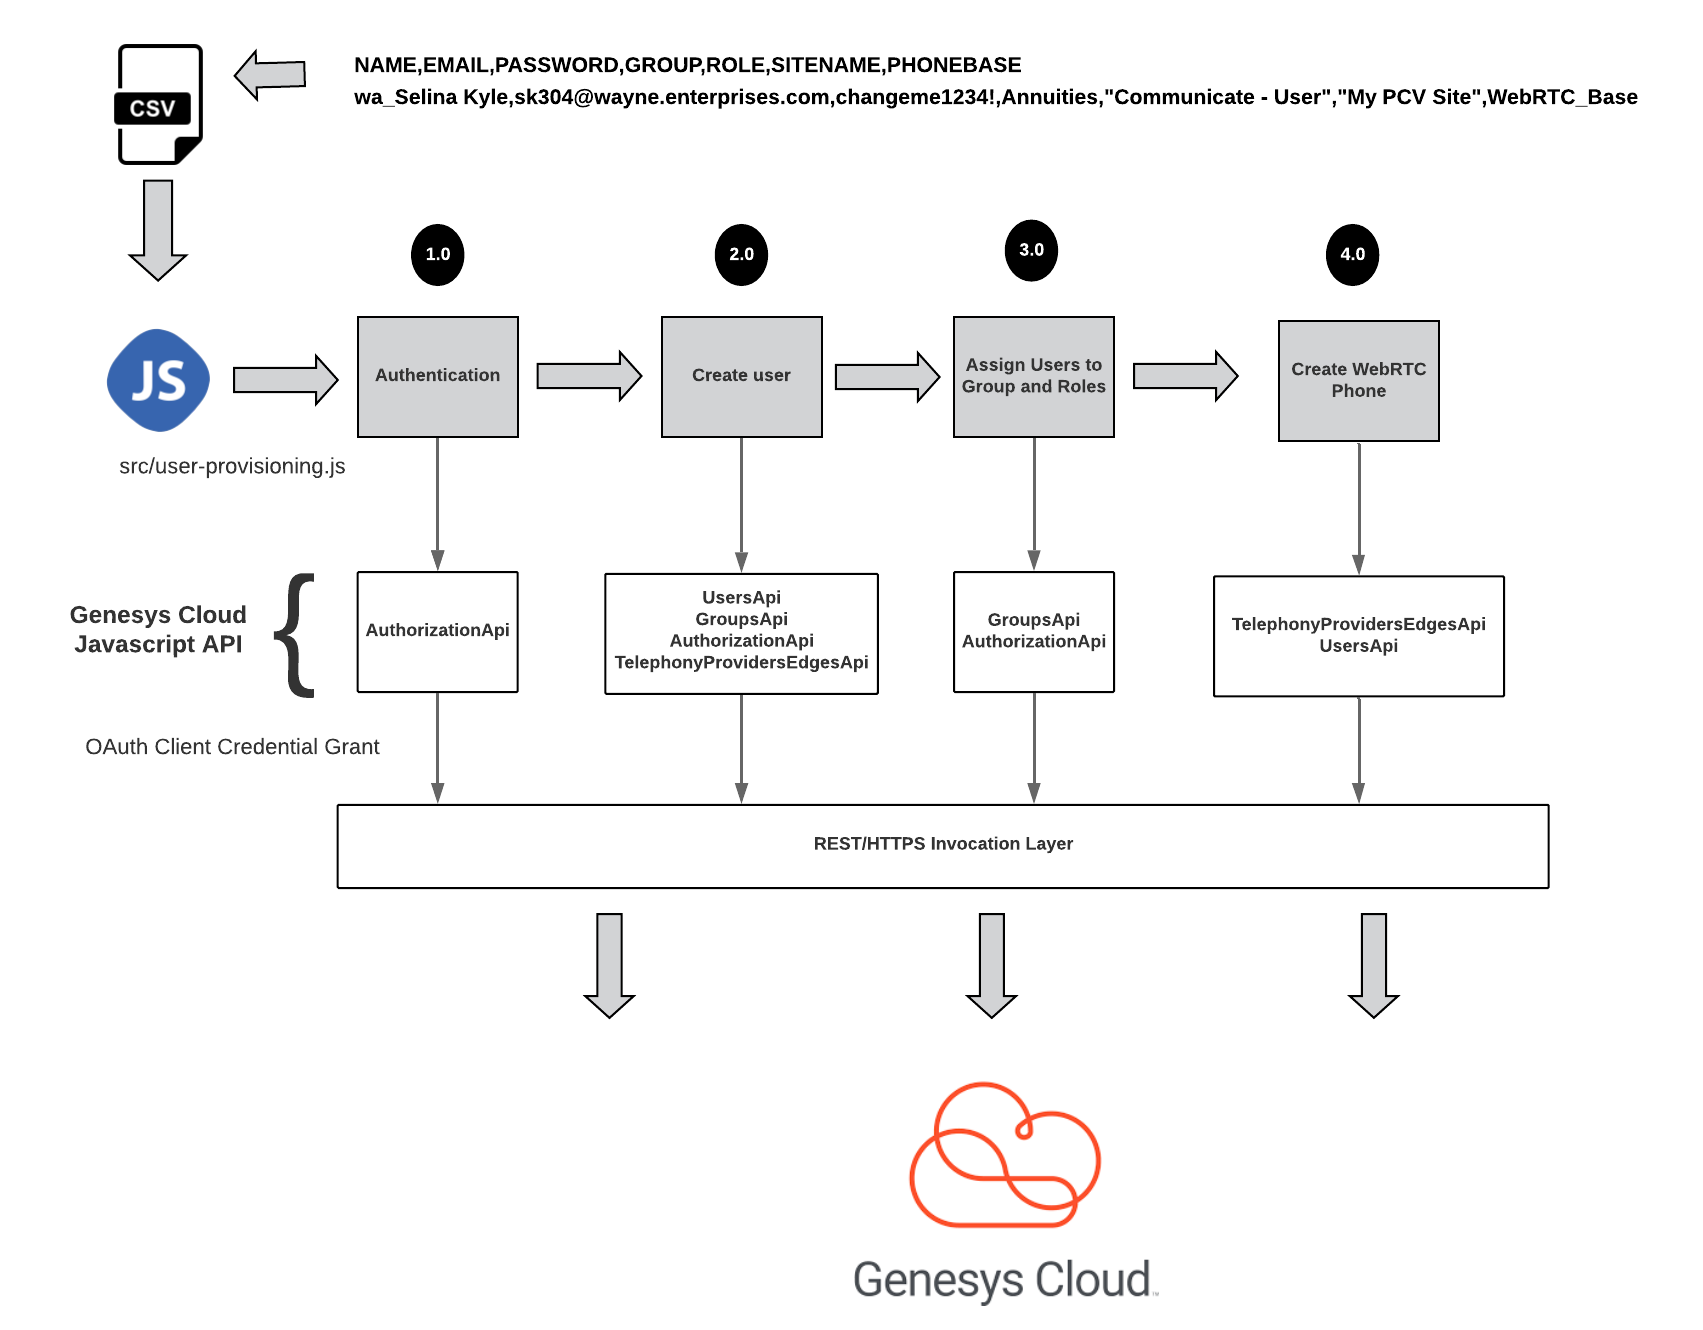 NAME,EMAIL,PASSWORD,GROUP,ROLE,SITENAME,PHONEBASE
wa_Selina Kyle,sk304@wayne.enterprises.com,changeme1234!,Annuities,"Communicate - User","My PCV Site",WebRTC_Base
CSV
1.0
2.0
3.0
4.0
JS
src/user-provisioning.js
Authentication
Create user
Assign Users to
Group and Roles
Create WebRTC
Phone
Genesys Cloud
Javascript API
{
AuthorizationApi
UsersApi
GroupsApi
AuthorizationApi
TelephonyProvidersEdgesApi
GroupsApi
AuthorizationApi
TelephonyProvidersEdgesApi
UsersApi
OAuth Client Credential Grant
REST/HTTPS Invocation Layer
Genesys Cloud™